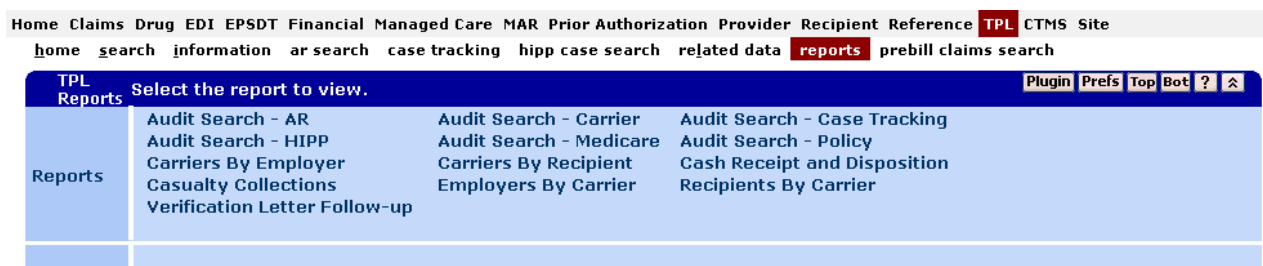 Home Claims Drug EDI EPSDT Financial Managed Care MAR Prior Authorization Provider Recipient Reference TPL CTMS Site
home search information ar search case tracking hipp case search related data reports prebill claims search
TPL Reports Select the report to view. Plugin Prefs Top Bot ?
Audit Search - AR Audit Search - Carrier Audit Search - Case Tracking
Audit Search - HIPP Audit Search - Medicare Audit Search - Policy
Reports Carriers By Employer Carriers By Recipient Cash Receipt and Disposition
Casualty Collections Employers By Carrier Recipients By Carrier
Verification Letter Follow-up